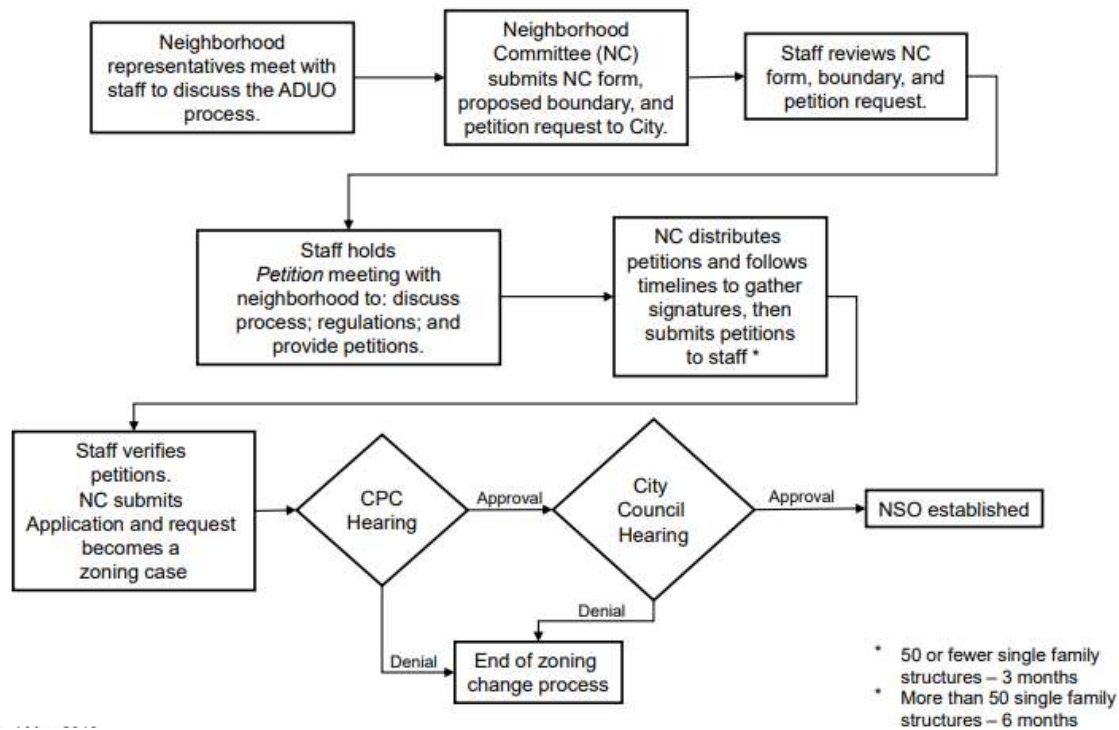 Neighborhood
representatives meet with
staff to discuss the ADUO
process.
Neighborhood
Committee (NC)
submits NC form,
proposed boundary, and
petition request to City.
Staff reviews NC
form, boundary, and
petition request.
Staff holds
Petition meeting with
neighborhood to: discuss
process; regulations; and
provide petitions.
NC distributes
petitions and follows
timelines to gather
signatures, then
submits petitions
to staff *
Staff verifies
petitions.
NC submits
Application and request
becomes a
zoning case
CPC
Hearing
Approval
City
Council
Hearing
Approval
NSO established
Denial
Denial
End of zoning
change process
* 50 or fewer single family
structures – 3 months
* More than 50 single family
structures – 6 months